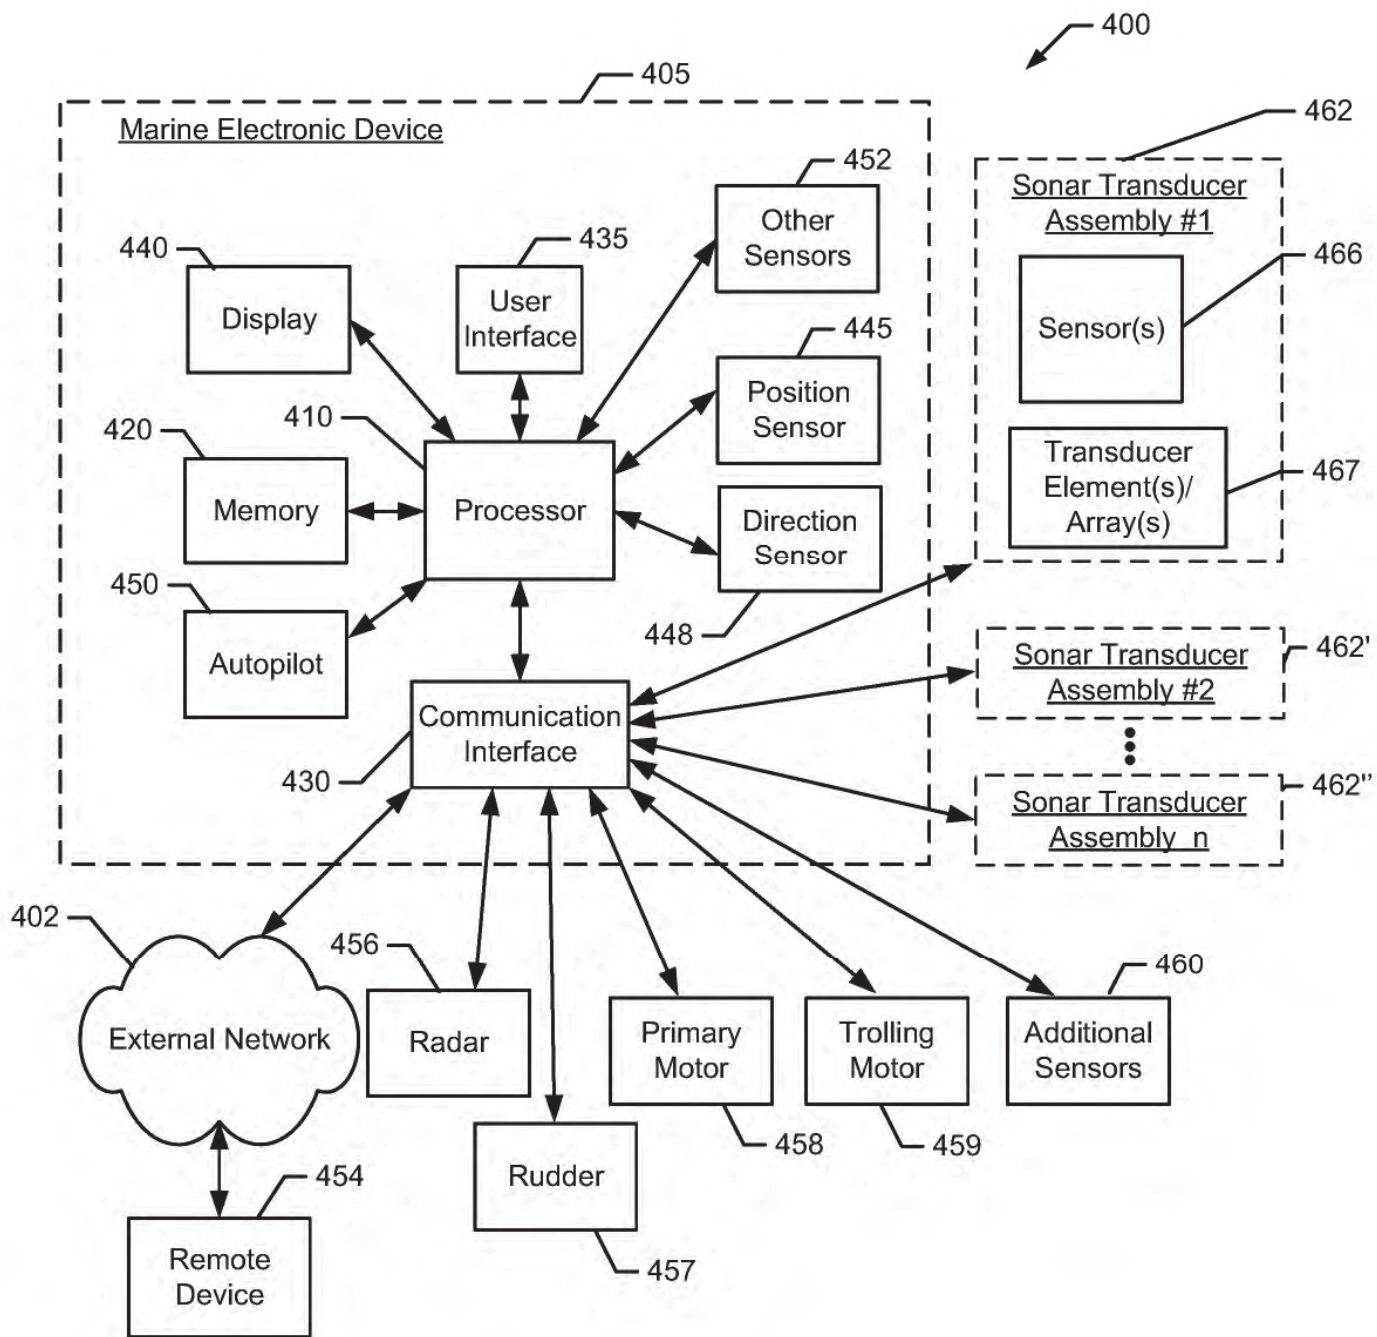 400
405
Marine Electronic Device
462
452
Sonar Transducer
Assembly #1
Other
Sensors
440
435
466
Display
User
Interface
Sensor(s)
445
Position
Sensor
410
420
Transducer
Element(s)/
Array(s)
467
Memory
Processor
Direction
Sensor
450
448
Autopilot
Sonar Transducer
Assembly #2
462'
Communication
Interface
430
Sonar Transducer
Assembly n
462''
402
456
460
External Network
Radar
Primary
Motor
Trolling
Motor
Additional
Sensors
458
459
454
Rudder
Remote
Device
457